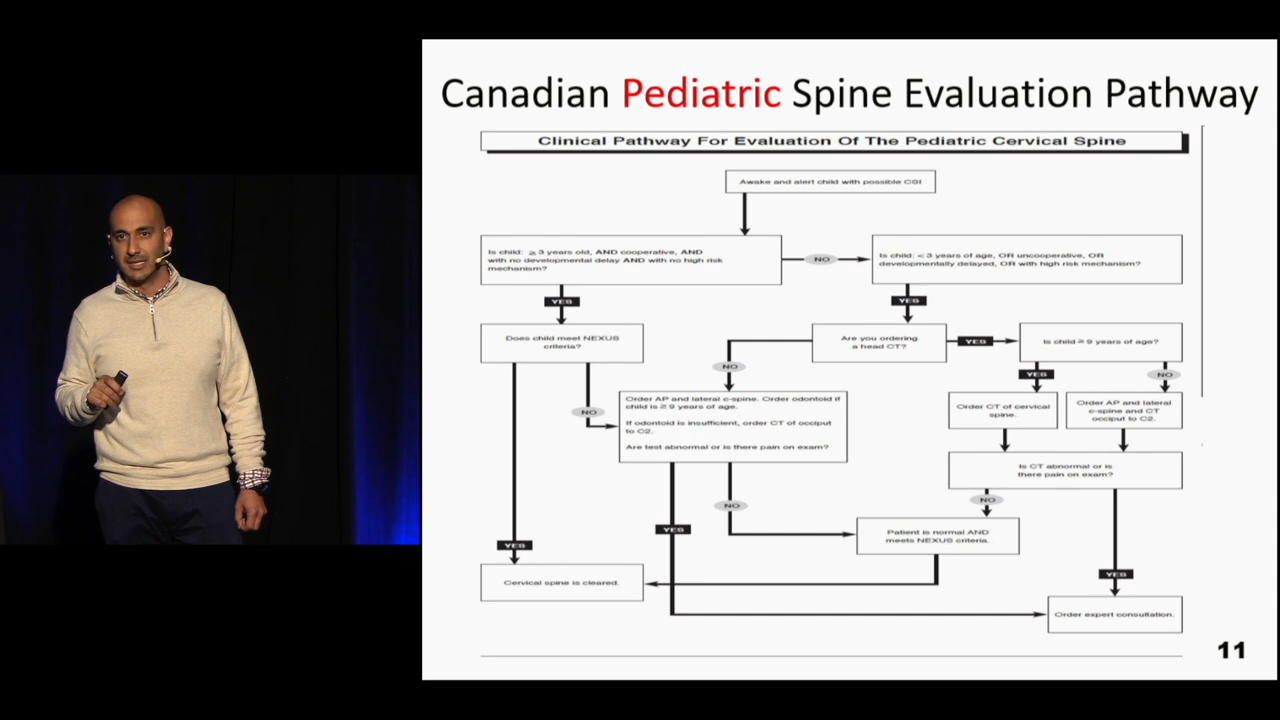 Canadian Pediatric Spine Evaluation Pathway
Clinical Pathway For Evaluation Of The Pediatric Cervical Spine
Awake and alert child with possible CSI
Is child: ≥ 3 years old, AND cooperative, AND
with no developmental delay AND with no high risk
mechanism?
NO
Is child: < 3 years of age, OR uncooperative, OR
developmentally delayed, OR with high risk mechanism?
YES
YES
Does child meet NEXUS
criteria?
Are you ordering
a head CT?
YES
Is child ≥ 9 years of age?
NO
YES
NO
Order AP and lateral c-spine. Order odontoid if
child is ≥ 9 years of age.
If odontoid is insufficient, order CT of occiput
to C2.
Are test abnormal or is there pain on exam?
NO
Order CT of cervical
spine.
Order AP and lateral
c-spine and CT
occiput to C2.
Is CT abnormal or is
there pain on exam?
NO
NO
YES
Patient is normal AND
meets NEXUS criteria.
YES
YES
Cervical spine is cleared.
Order expert consultation.
11